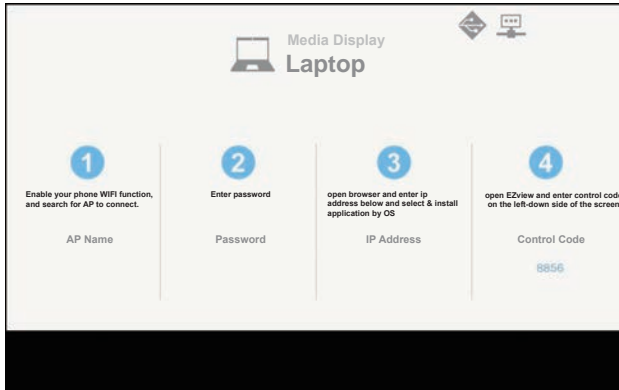 Media Display
Laptop
1
Enable your phone WIFI function,
and search for AP to connect.
AP Name
2
Enter password
Password
3
open browser and enter ip
address below and select & install
application by OS
IP Address
4
open EZview and enter control code
on the left-down side of the screen
Control Code
8856